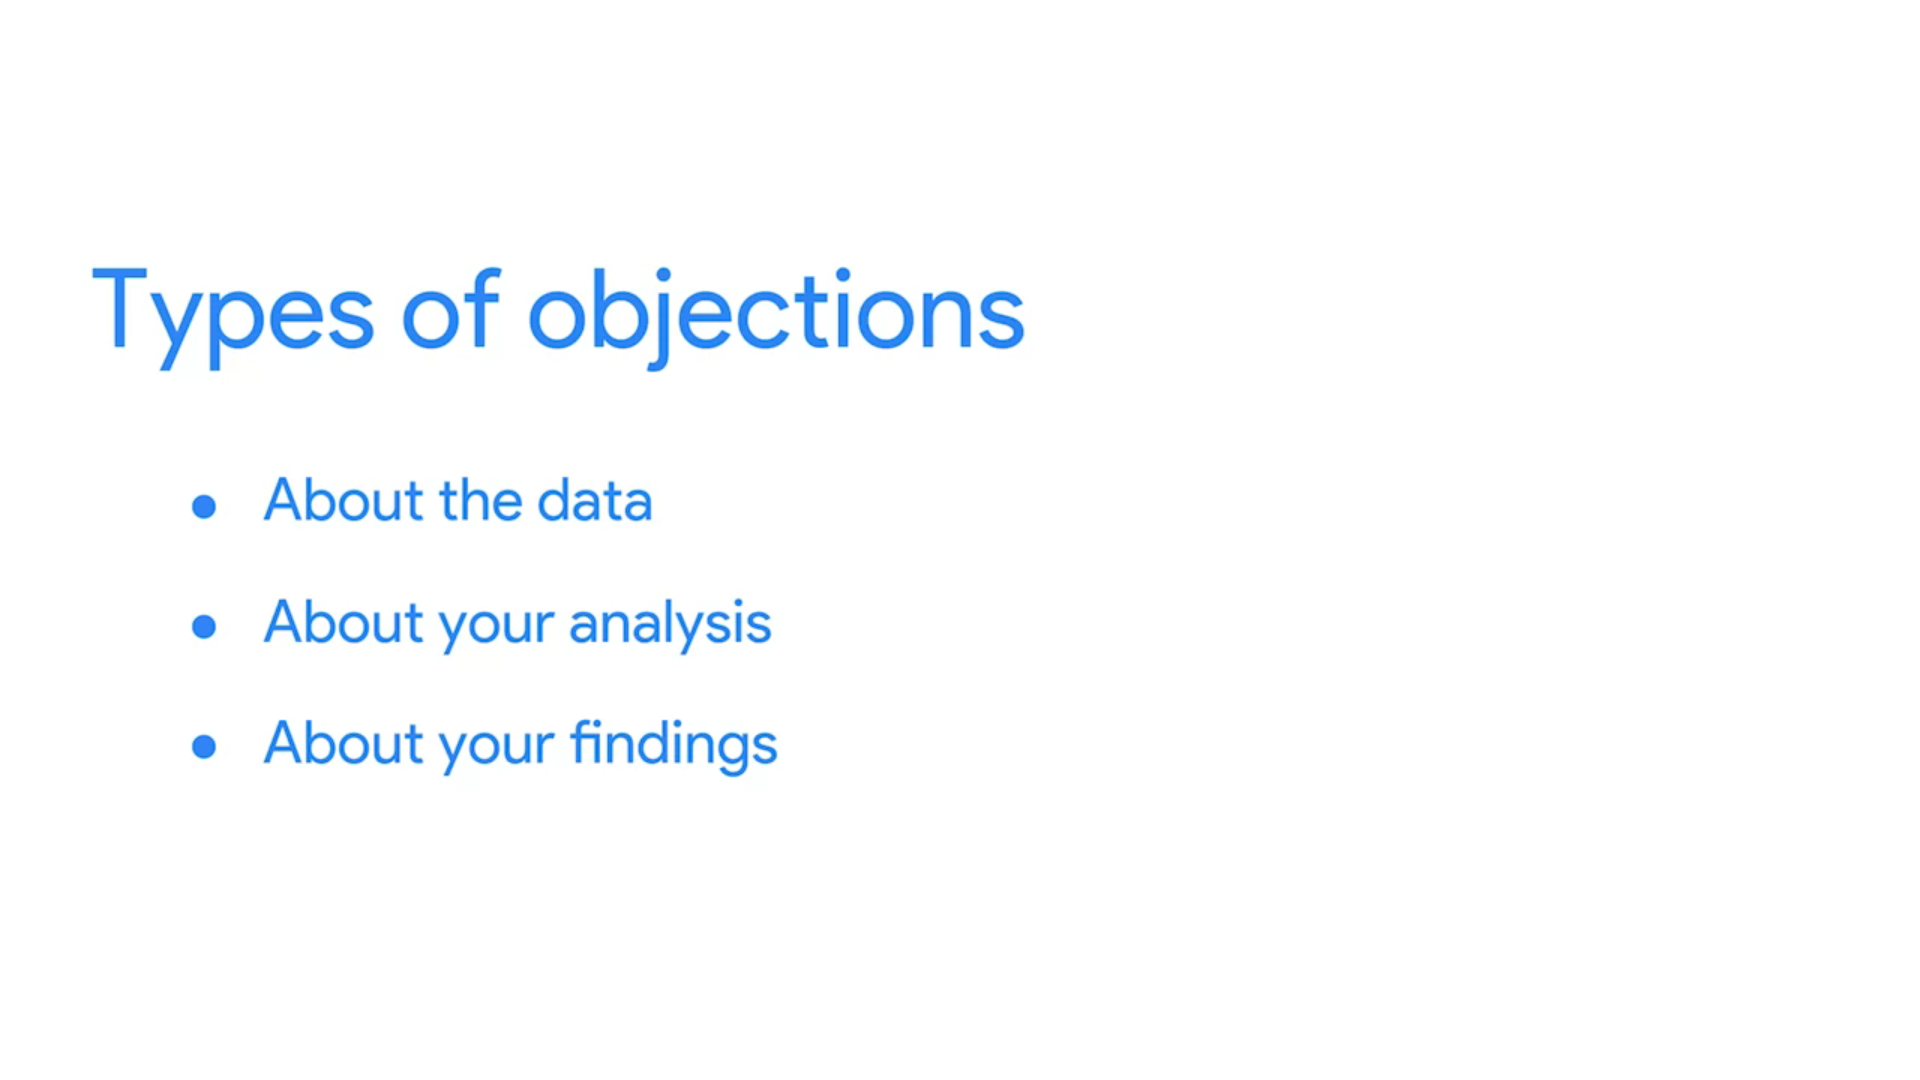 Types of objections
● About the data
● About your analysis
● About your findings